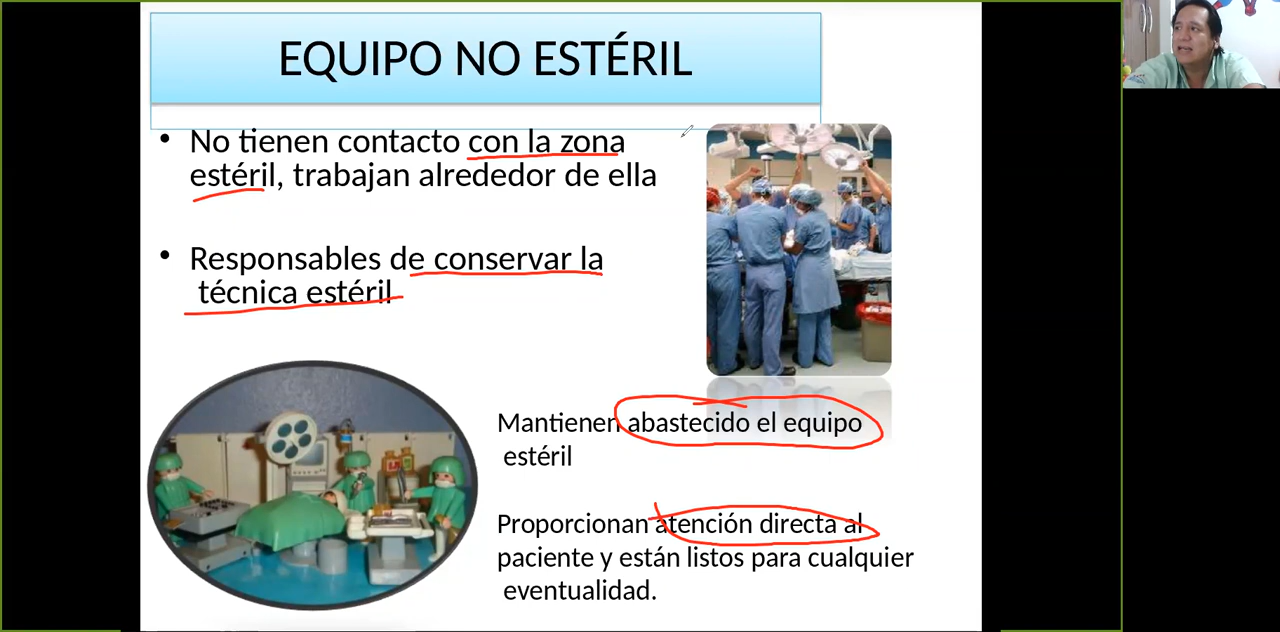 EQUIPO NO ESTÉRIL
• No tienen contacto con la zona
estéril, trabajan alrededor de ella
• Responsables de conservar la
técnica estéril
Mantienen abastecido el equipo
estéril
Proporcionan atención directa al
paciente y están listos para cualquier
eventualidad.